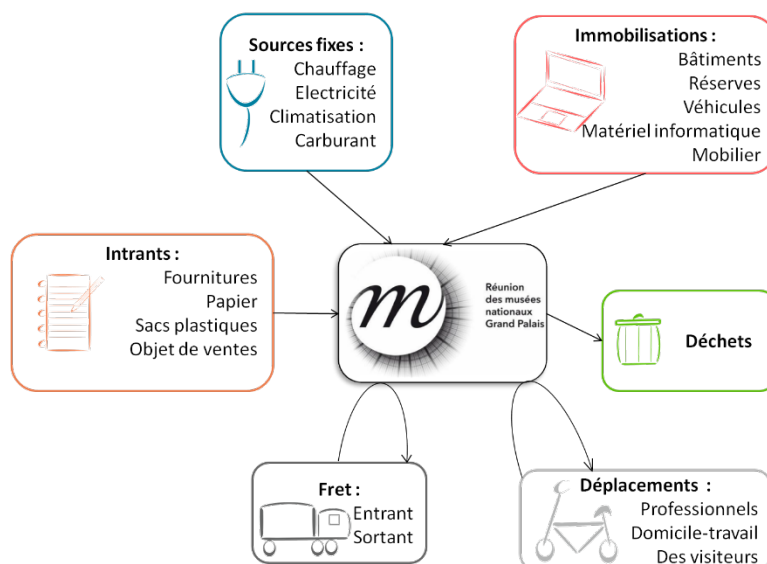 Sources fixes :
Chauffage
Electricité
Climatisation
Carburant
Immobilisations :
Bâtiments
Réserves
Véhicules
Matériel informatique
Mobilier
Intrants :
Fournitures
Papier
Sacs plastiques
Objet de ventes
m
Réunion
des musées
nationaux
Grand Palais
Déchets
Fret :
Entrant
Sortant
Déplacements :
Professionnels
Domicile-travail
Des visiteurs